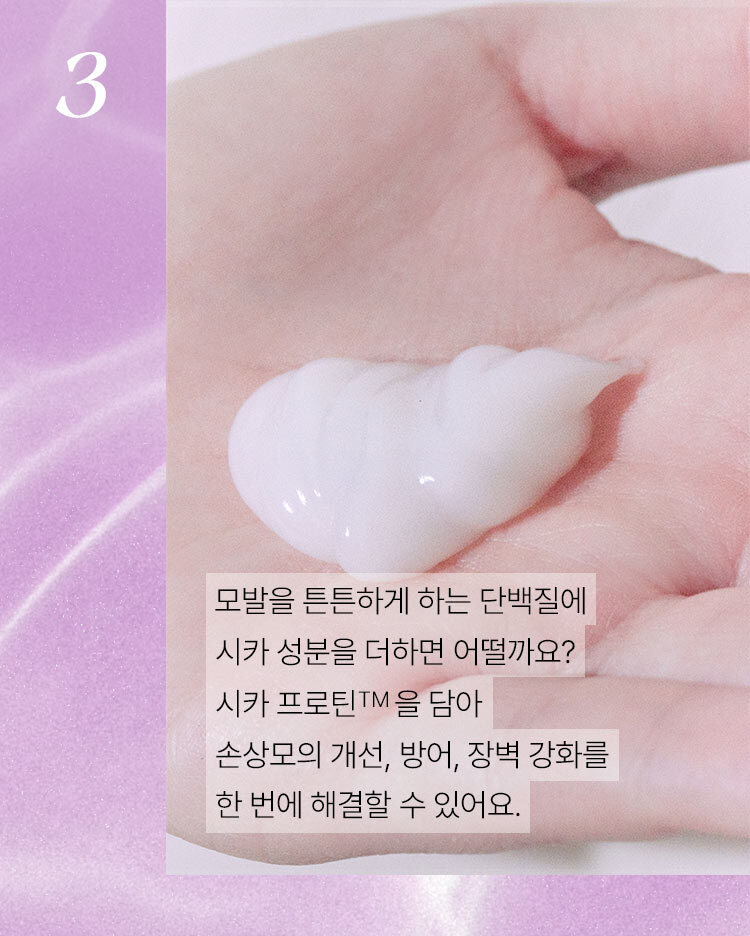 3
모발을 튼튼하게 하는 단백질에
시카 성분을 더하면 어떨까요?
시카 프로틴™을 담아
손상모의 개선, 방어, 장벽 강화를
한 번에 해결할 수 있어요.